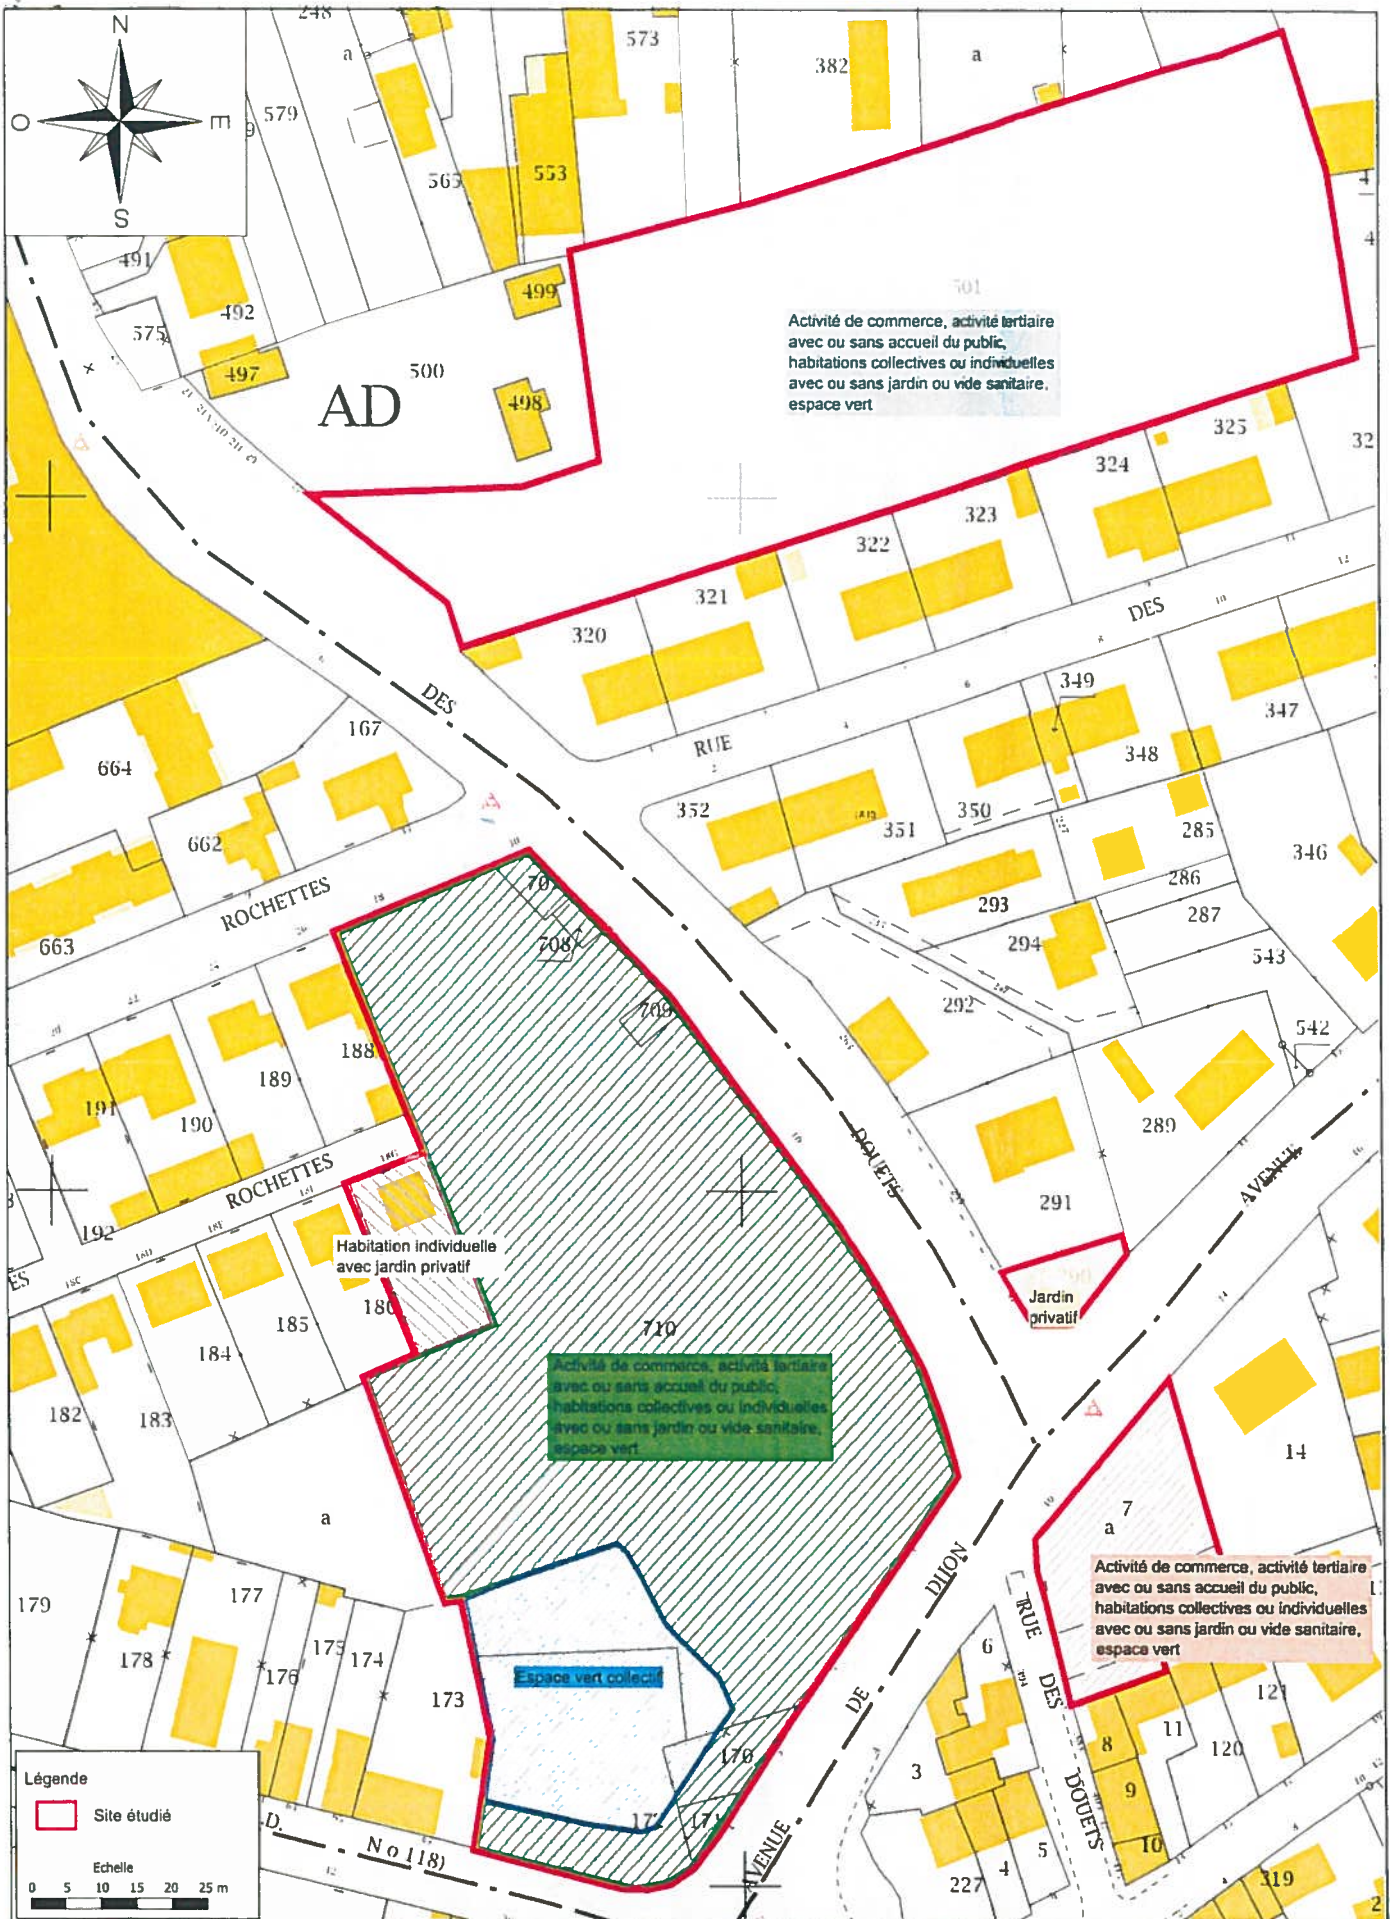 N
O
E
S
248
a
573
382
a
579
565
553
491
492
575
499
497
500
498
AD
501
Activité de commerce, activité tertiaire
avec ou sans accueil du public,
habitations collectives ou individuelles
avec ou sans jardin ou vide sanitaire,
espace vert
325
32
324
323
322
321
320
DES
DES
RUE
349
347
348
167
664
662
663
352
351
350
285
346
286
287
293
294
543
292
542
ROCHETTES
70
708
709
188
189
191
190
289
DOUETS
AVENUE
291
ROCHETTES
192
Habitation individuelle
avec jardin privatif
290
Jardin
privatif
186
185
184
182
183
710
Activité de commerce, activité tertiaire
avec ou sans accueil du public,
habitations collectives ou individuelles
avec ou sans jardin ou vide sanitaire,
espace vert
14
7
a
a
DIJON
Activité de commerce, activité tertiaire
avec ou sans accueil du public,
habitations collectives ou individuelles
avec ou sans jardin ou vide sanitaire,
espace vert
179
177
178
175
176
174
173
Espace vert collectif
RUE
DES
DOUETS
6
DE
170
171
AVENUE
3
121
11
120
8
9
10
5
4
227
319
2
D.
No 118)
Légende
Site étudié
Echelle
0 5 10 15 20 25 m